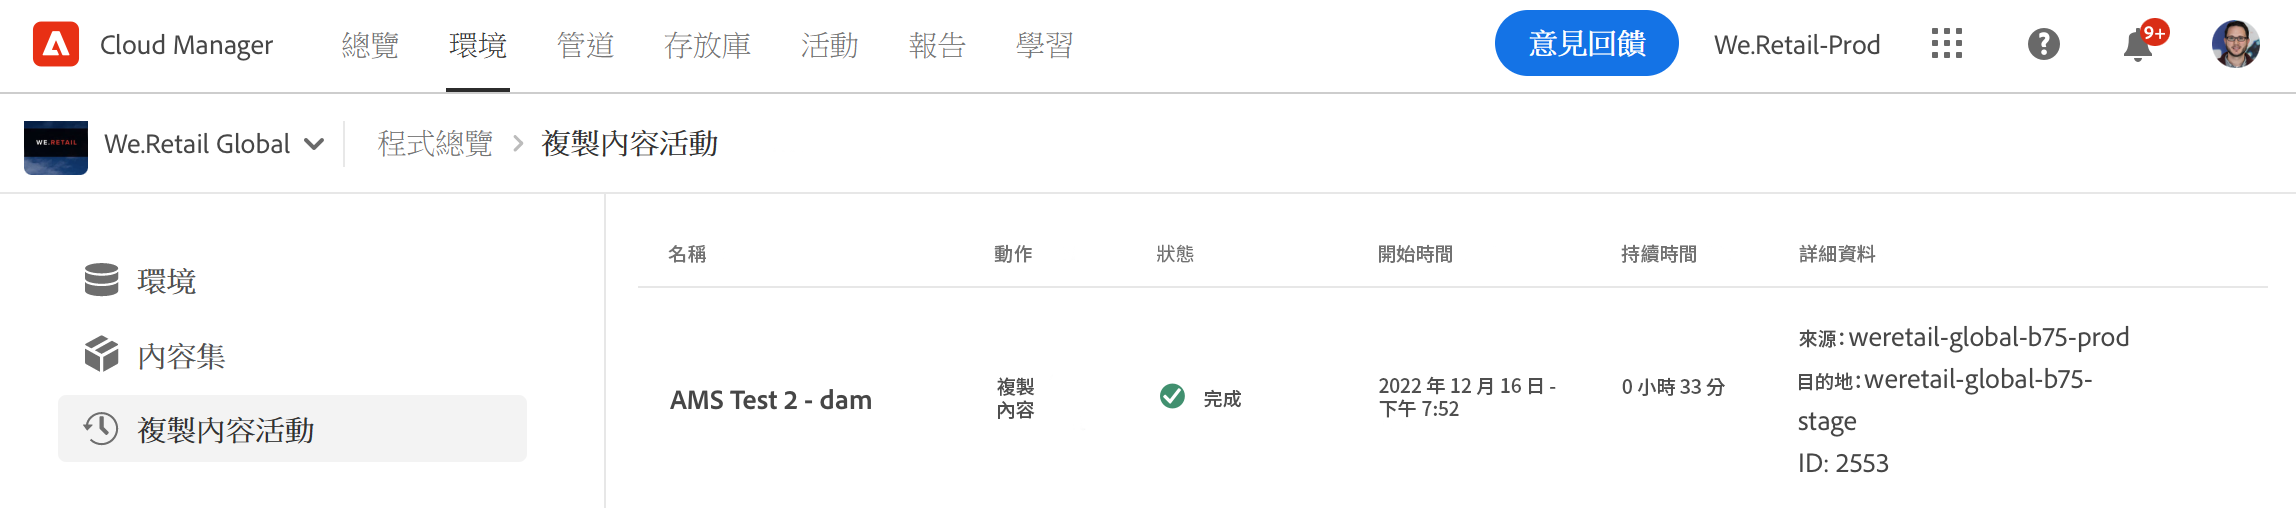 Cloud Manager
總覽
環境
管道
存放庫
活動
報告
學習
意見回饋
We.Retail-Prod
9+
WE.RETAIL
We.Retail Global
程式總覽
複製內容活動
環境
內容集
複製內容活動
名稱
動作
狀態
開始時間
持續時間
詳細資料
AMS Test 2 - dam
複製
內容
完成
2022 年 12 月 16 日 -
下午 7:52
0 小時 33 分
來源：weretail-global-b75-prod
目的地：weretail-global-b75-
stage
ID: 2553